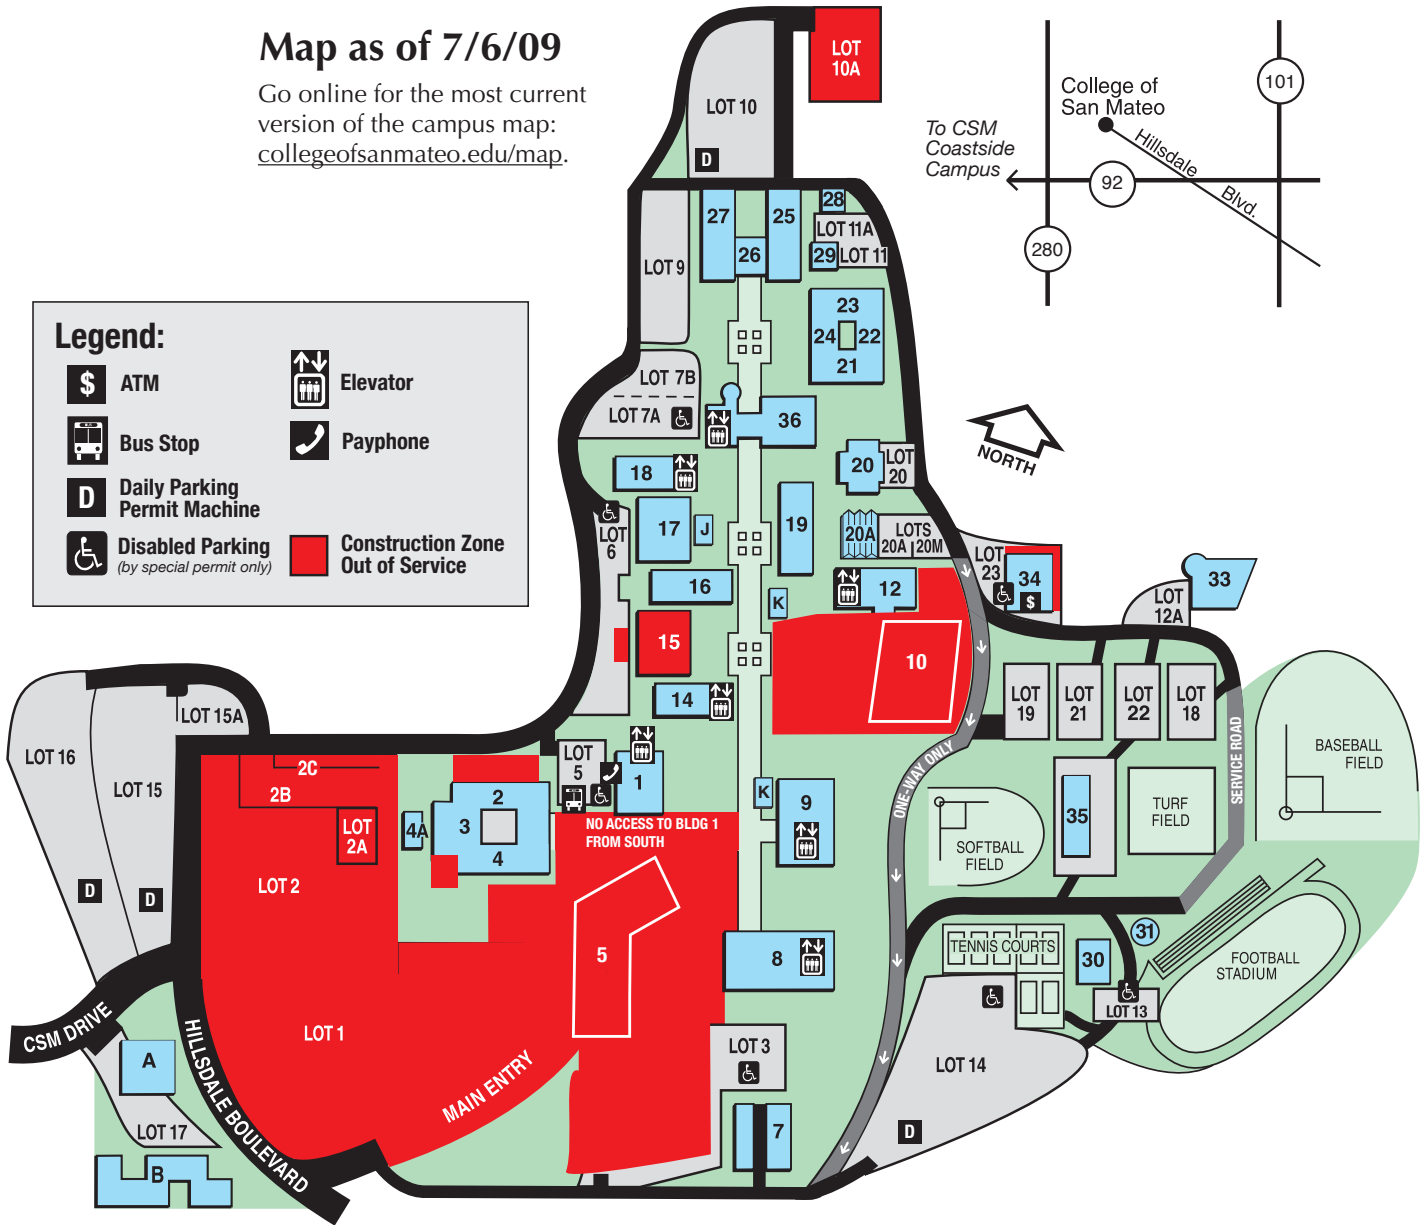 Map as of 7/6/09
Go online for the most current
version of the campus map:
collegeofsanmateo.edu/map.
LOT
10A
LOT 10
D
College of
San Mateo
101
To CSM
Coastside
Campus
Hillsdale
Blvd.
92
280
27
25
28
26
LOT 11A
29
LOT 11
LOT 9
23
24
22
21
Legend:
$
ATM
Elevator
Bus Stop
Payphone
D
Daily Parking
Permit Machine
Disabled Parking
(by special permit only)
Construction Zone
Out of Service
LOT 7B
LOT 7A
36
NORTH
18
20
LOT
20
LOT
6
17
J
19
20A
LOTS
20A
20M
LOT
23
34
$
33
LOT
12A
16
K
12
15
10
14
LOT
19
LOT
21
LOT
22
LOT
18
LOT 15A
LOT 16
LOT 15
2C
2B
LOT
2A
LOT 2
D
D
LOT
5
1
2
3
4
4A
NO ACCESS TO BLDG 1
FROM SOUTH
K
9
ONE-WAY ONLY
SERVICE ROAD
BASEBALL
FIELD
TURF
FIELD
35
SOFTBALL
FIELD
5
8
TENNIS COURTS
30
31
FOOTBALL
STADIUM
LOT 13
CSM DRIVE
HILLSDALE BOULEVARD
LOT 1
MAIN ENTRY
LOT 3
LOT 14
D
7
A
LOT 17
B